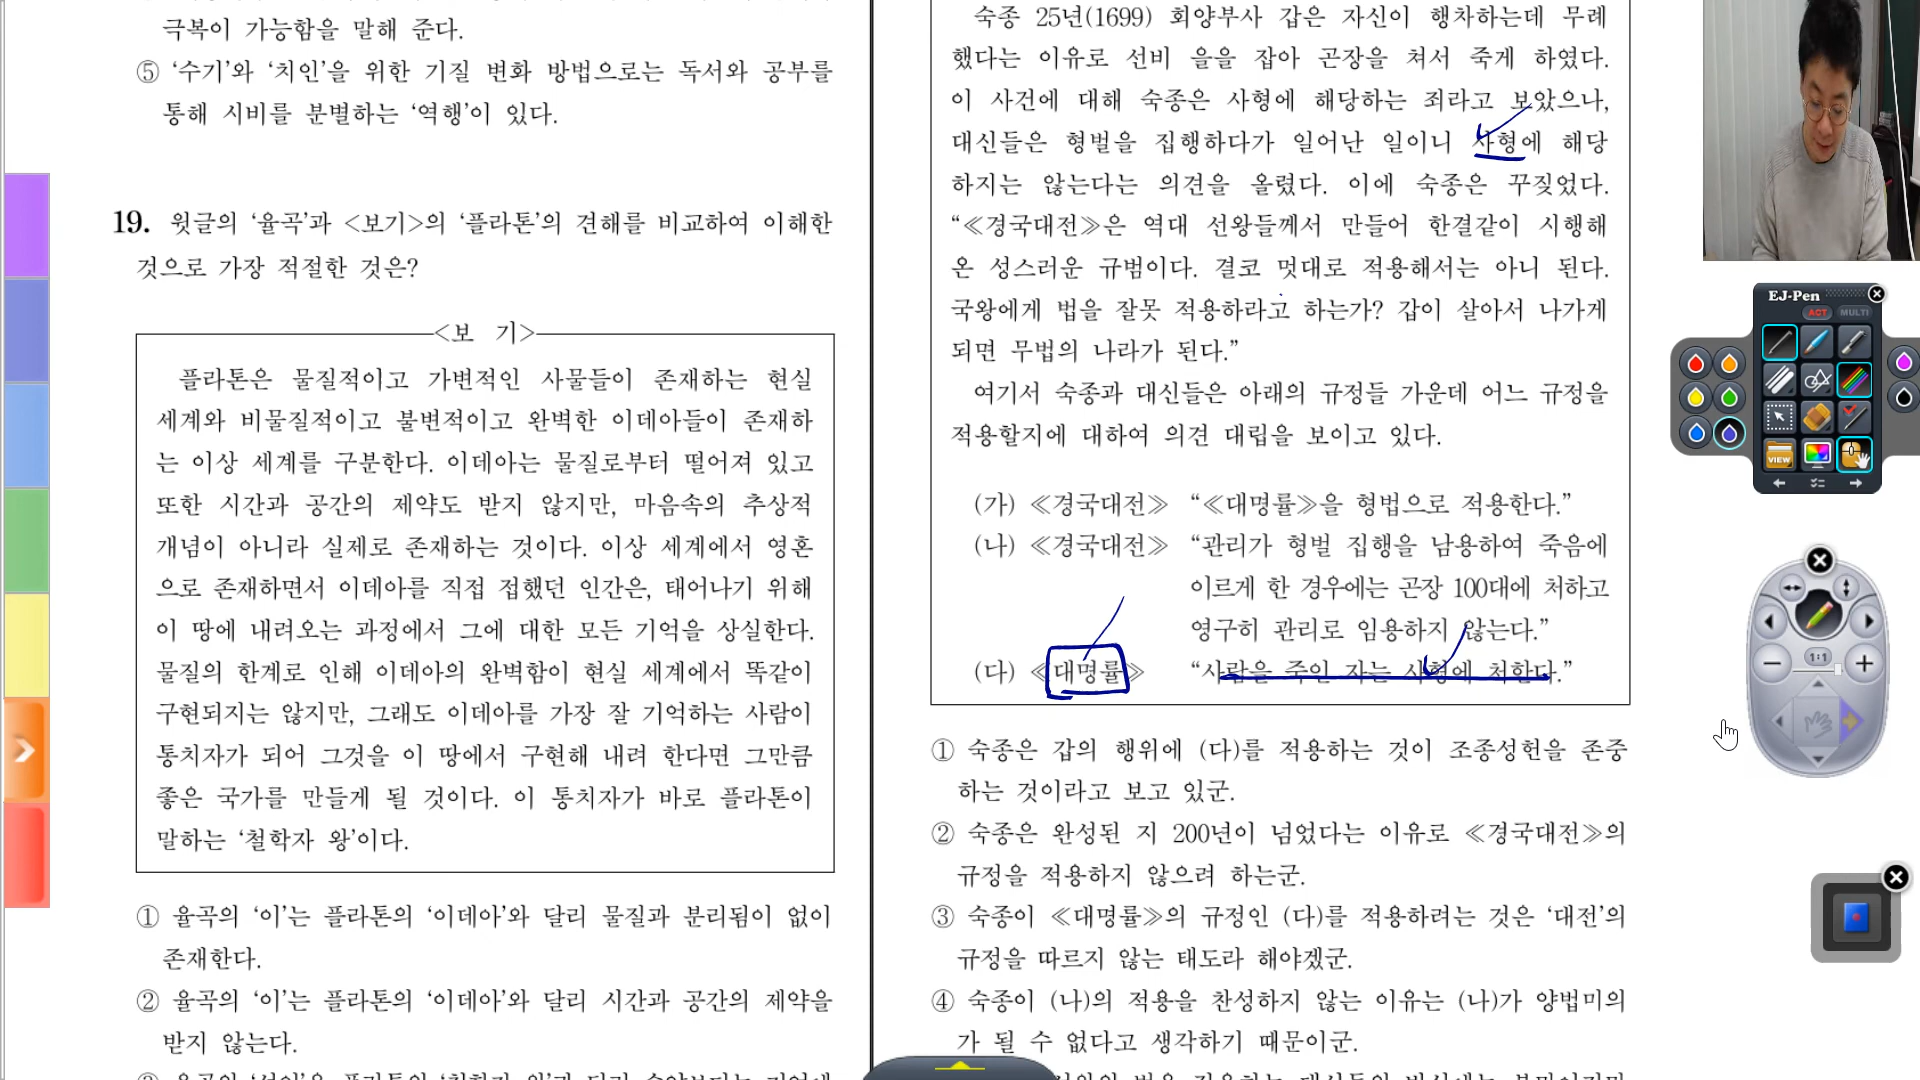 극복이 가능함을 말해 준다.
⑤ ‘수기’와 ‘치인’을 위한 기질 변화 방법으로는 독서와 공부를
통해 시비를 분별하는 ‘역행’이 있다.
19. 윗글의 ‘율곡’과 <보기>의 ‘플라톤’의 견해를 비교하여 이해한
것으로 가장 적절한 것은?
<보 기>
플라톤은 물질적이고 가변적인 사물들이 존재하는 현실
세계와 비물질적이고 불변적이고 완벽한 이데아들이 존재하
는 이상 세계를 구분한다. 이데아는 물질로부터 떨어져 있고
또한 시간과 공간의 제약도 받지 않지만, 마음속의 추상적
개념이 아니라 실제로 존재하는 것이다. 이상 세계에서 영혼
으로 존재하면서 이데아를 직접 접했던 인간은, 태어나기 위해
이 땅에 내려오는 과정에서 그에 대한 모든 기억을 상실한다.
물질의 한계로 인해 이데아의 완벽함이 현실 세계에서 똑같이
구현되지는 않지만, 그래도 이데아를 가장 잘 기억하는 사람이
통치자가 되어 그것을 이 땅에서 구현해 내려 한다면 그만큼
좋은 국가를 만들게 될 것이다. 이 통치자가 바로 플라톤이
말하는 ‘철학자 왕’이다.
① 율곡의 ‘이’는 플라톤의 ‘이데아’와 달리 물질과 분리됨이 없이
존재한다.
② 율곡의 ‘이’는 플라톤의 ‘이데아’와 달리 시간과 공간의 제약을
받지 않는다.
숙종 25년(1699) 회양부사 갑은 자신이 행차하는데 무례
했다는 이유로 선비 을을 잡아 곤장을 쳐서 죽게 하였다.
이 사건에 대해 숙종은 사형에 해당하는 죄라고 보았으나,
대신들은 형벌을 집행하다가 일어난 일이니 사형에 해당
하지는 않는다는 의견을 올렸다. 이에 숙종은 꾸짖었다.
“≪경국대전≫은 역대 선왕들께서 만들어 한결같이 시행해
온 성스러운 규범이다. 결코 멋대로 적용해서는 아니 된다.
국왕에게 법을 잘못 적용하라고 하는가? 갑이 살아서 나가게
되면 무법의 나라가 된다.”
여기서 숙종과 대신들은 아래의 규정들 가운데 어느 규정을
적용할지에 대하여 의견 대립을 보이고 있다.
(가) ≪경국대전≫ “≪대명률≫을 형법으로 적용한다.”
(나) ≪경국대전≫ “관리가 형벌 집행을 남용하여 죽음에
이르게 한 경우에는 곤장 100대에 처하고
영구히 관리로 임용하지 않는다.”
(다) ≪대명률≫ “사람을 죽인 자는 사형에 처한다.”
① 숙종은 갑의 행위에 (다)를 적용하는 것이 조종성헌을 존중
하는 것이라고 보고 있군.
② 숙종은 완성된 지 200년이 넘었다는 이유로 ≪경국대전≫의
규정을 적용하지 않으려 하는군.
③ 숙종이 ≪대명률≫의 규정인 (다)를 적용하려는 것은 ‘대전’의
규정을 따르지 않는 태도라 해야겠군.
④ 숙종이 (나)의 적용을 찬성하지 않는 이유는 (나)가 양법미의
가 될 수 없다고 생각하기 때문이군.
EJ-Pen
ACT MULTI
VIEW
1:1